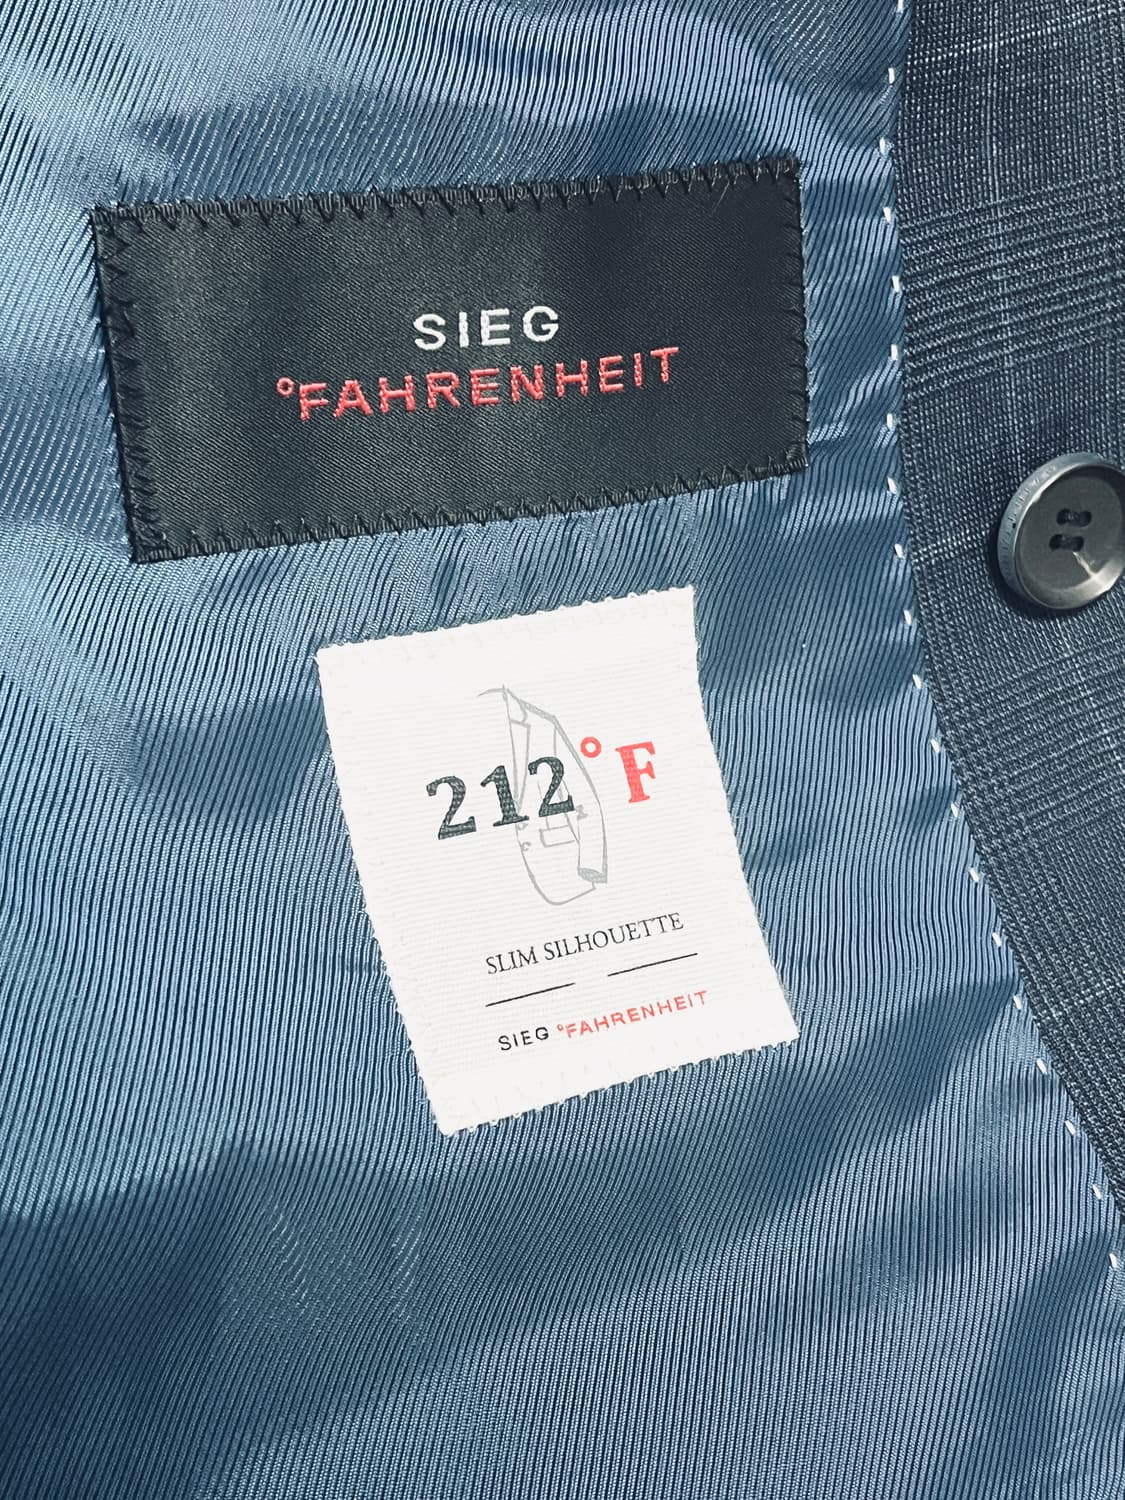 SIEG
°FAHRENHEIT
212°F
SLIM SILHOUETTE
SIEG °FAHRENHEIT